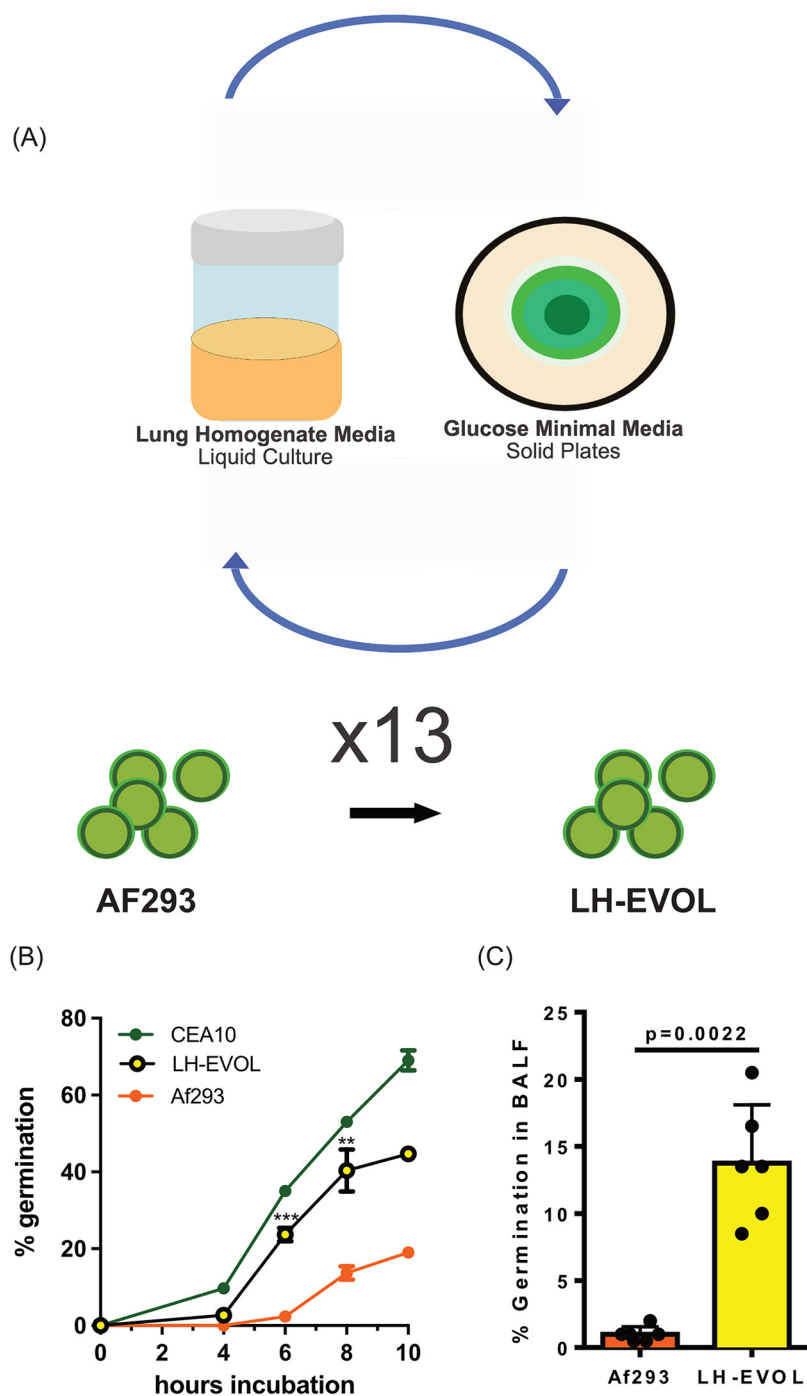 (A)
Lung Homogenate Media
Liquid Culture
Glucose Minimal Media
Solid Plates
x13
AF293
LH-EVOL
(B)
80
60
40
20
0
% germination
CEA10
LH-EVOL
Af293
***
**
0
4
6
8
10
hours incubation
(C)
% Germination in BALF
25
20
15
10
5
0
p=0.0022
Af293
LH-EVOL